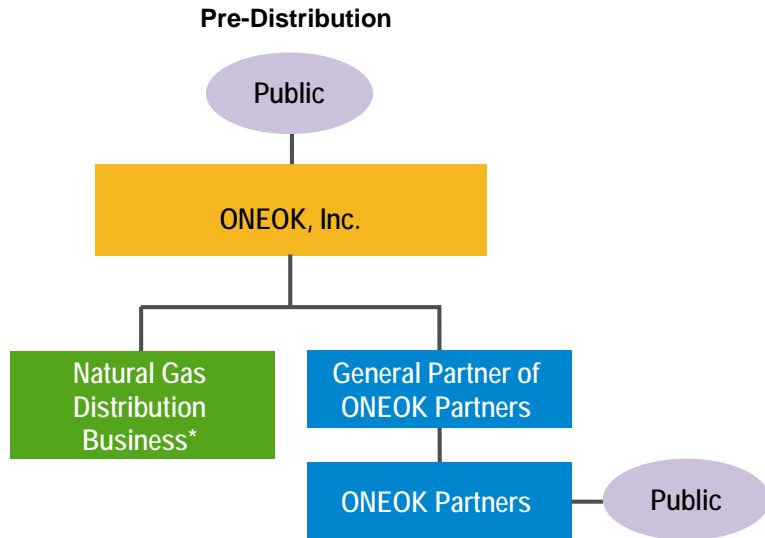 Pre-Distribution
Public
ONEOK, Inc.
Natural Gas
Distribution
Business*
General Partner of
ONEOK Partners
ONEOK Partners
Public